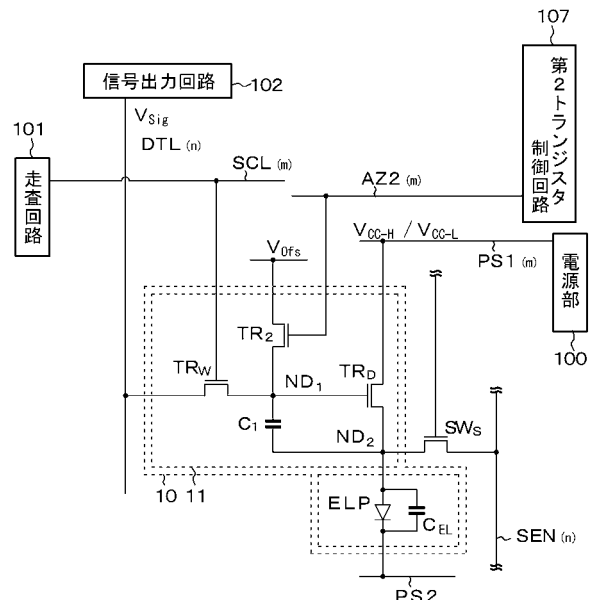 107
信号出力回路
102
第2トランジスタ
制御回路
VSig
101
DTL (n)
走査回路
SCL (m)
AZ2 (m)
VCC-H / VCC-L
VOfs
PS1 (m)
電源部
TR2
100
TRW
ND1
TRD
C1
SWS
ND2
10 11
ELP
CEL
SEN (n)
PS2